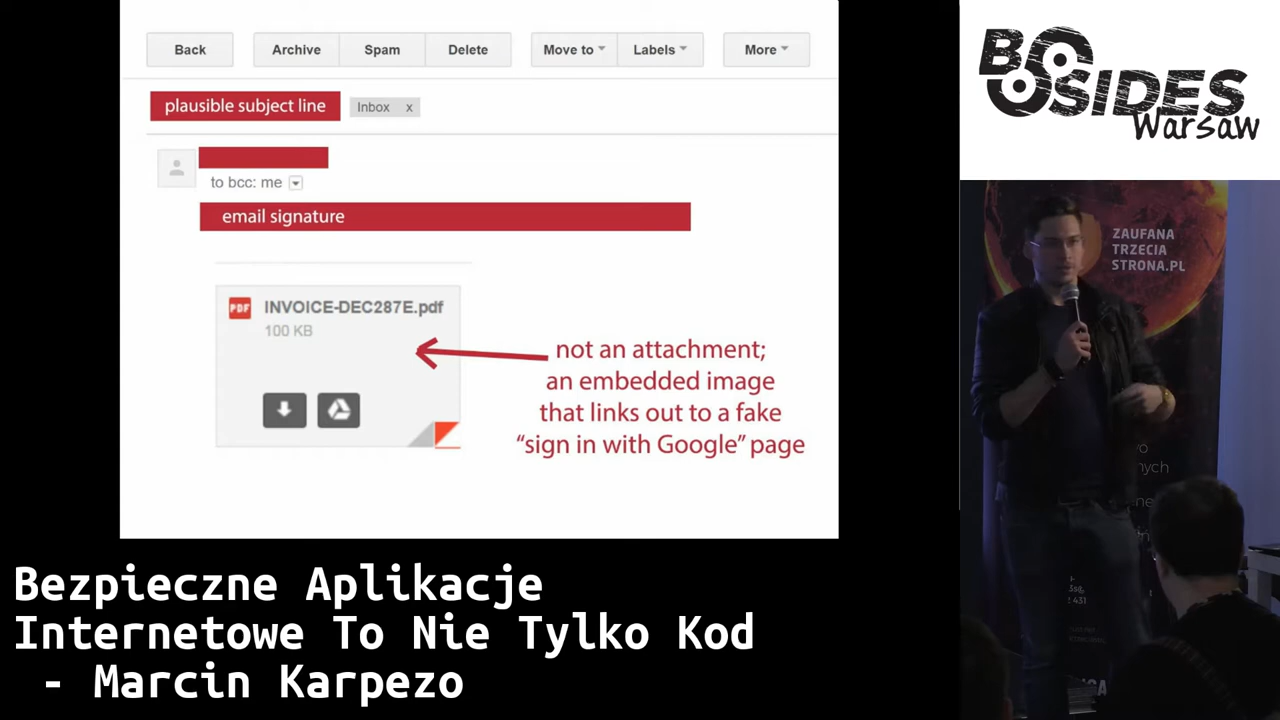 Back
Archive
Spam
Delete
Move to
Labels
More
plausible subject line
Inbox x
to bcc: me
email signature
PDF
INVOICE-DEC287E.pdf
100 KB
not an attachment;
an embedded image
that links out to a fake
“sign in with Google” page
BSIDES
Warsaw
ZAUFANA
TRZECIA
STRONA.PL
Bezpieczne Aplikacje
Internetowe To Nie Tylko Kod
- Marcin Karpezo